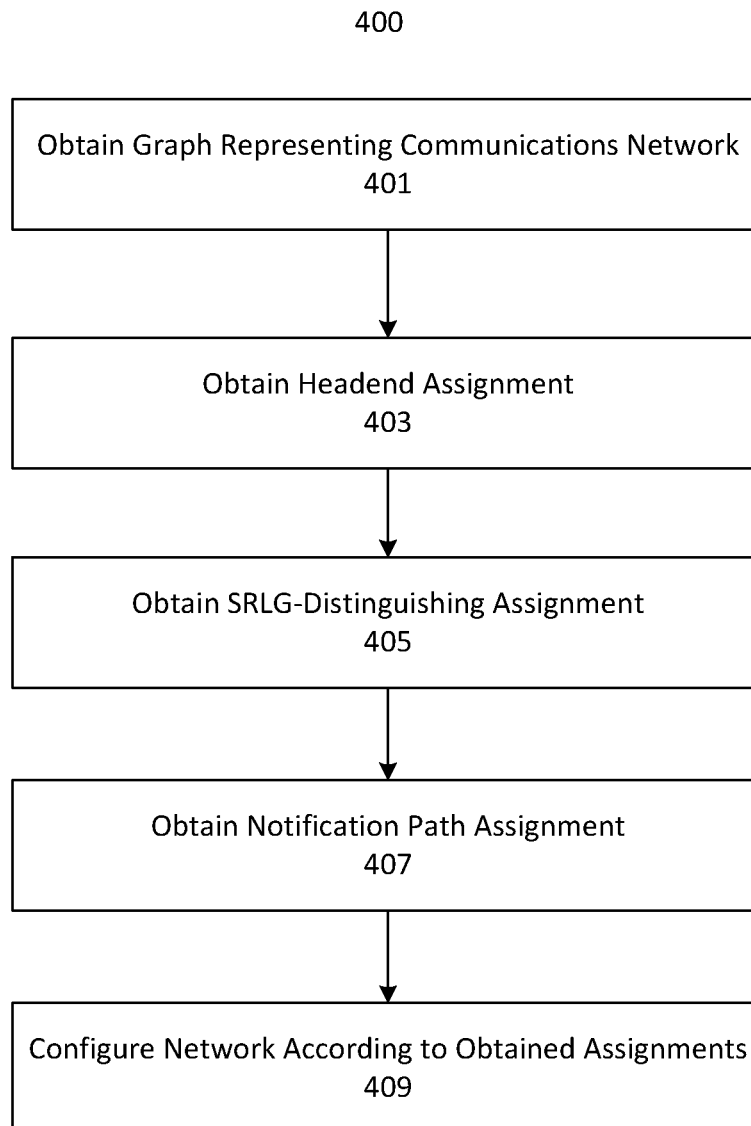 400
Obtain Graph Representing Communications Network
401
Obtain Headend Assignment
403
Obtain SRLG-Distinguishing Assignment
405
Obtain Notification Path Assignment
407
Configure Network According to Obtained Assignments
409